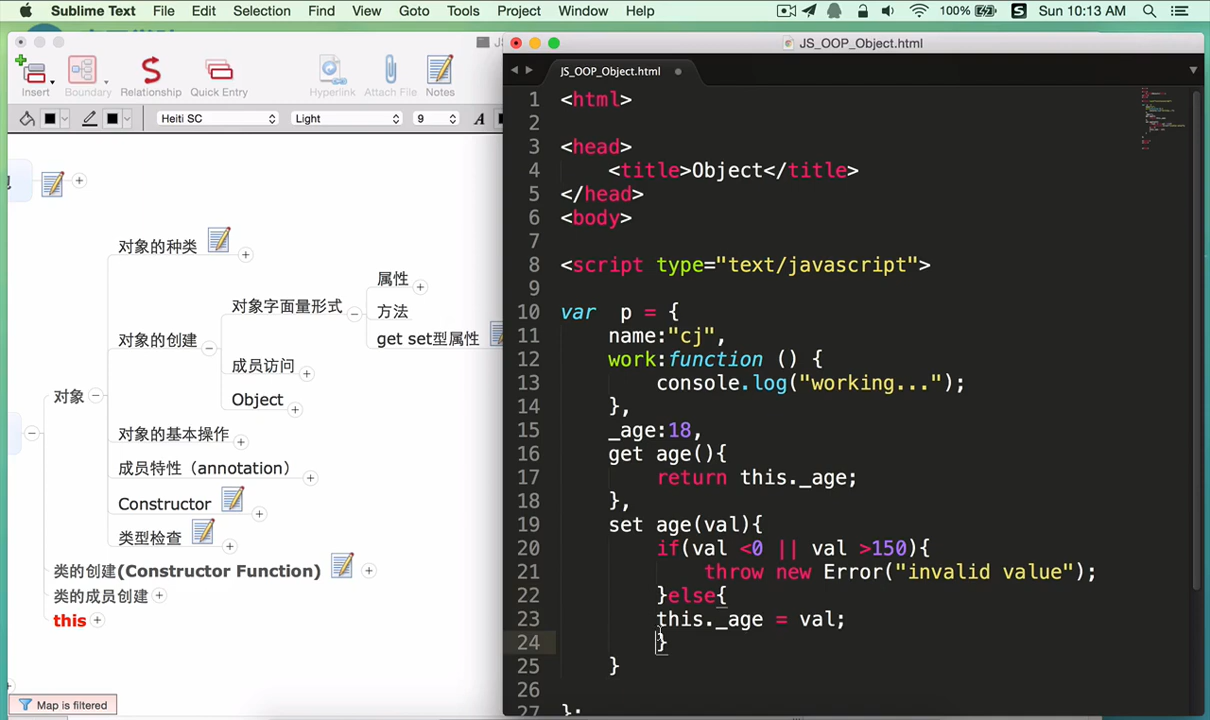 Sublime Text File Edit Selection Find View Goto Tools Project Window Help 100% Sun 10:13 AM
Insert Boundary Relationship Quick Entry Hyperlink Attach File Notes
Heiti SC Light 9 A
对象的种类
属性
对象字面量形式
方法
get set型属性
对象的创建
成员访问
对象
Object
对象的基本操作
成员特性（annotation）
Constructor
类型检查
类的创建(Constructor Function)
类的成员创建
this
Map is filtered
JS_OOP_Object.html
JS_OOP_Object.html
1 <html>
2
3 <head>
4 <title>Object</title>
5 </head>
6 <body>
7
8 <script type="text/javascript">
9
10 var p = {
11 name:"cj",
12 work:function () {
13 console.log("working...");
14 },
15 _age:18,
16 get age(){
17 return this._age;
18 },
19 set age(val){
20 if(val <0 || val >150){
21 throw new Error("invalid value");
22 }else{
23 this._age = val;
24 }
25 }
26
27 };